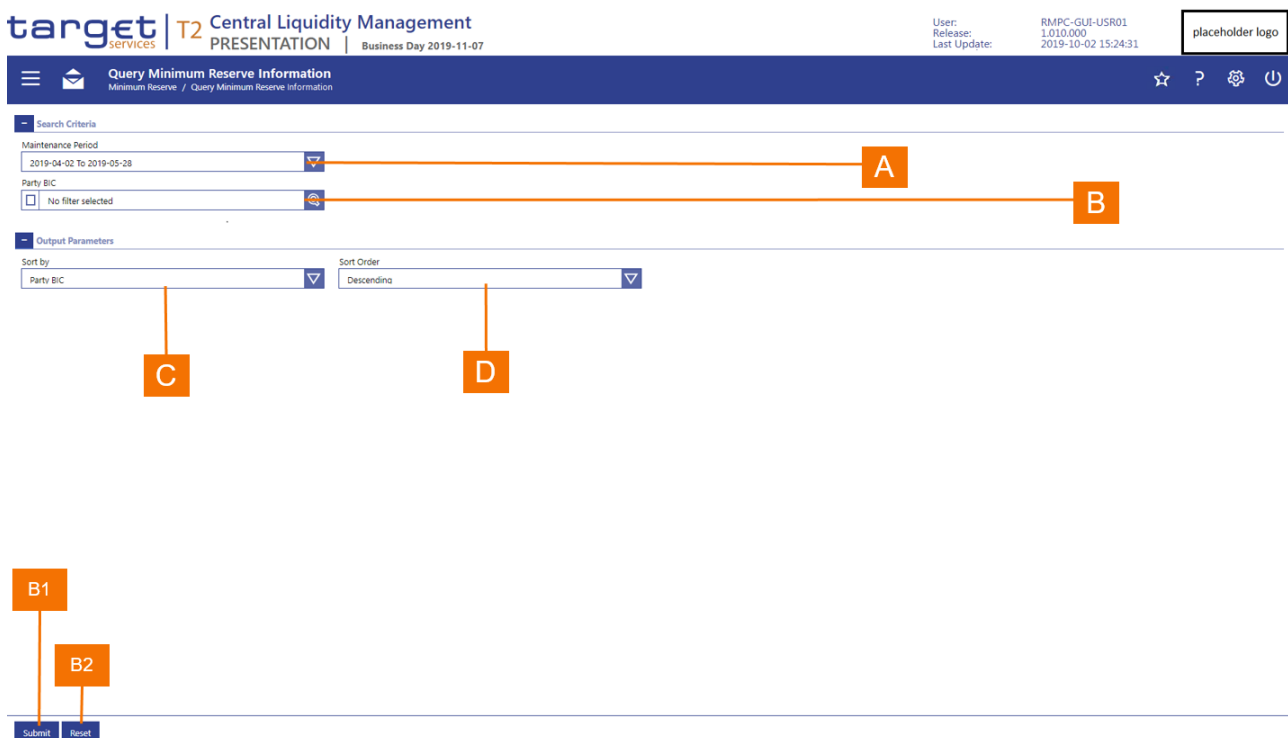 target services T2 Central Liquidity Management
PRESENTATION | Business Day 2019-11-07
User: RMPC-GUI-USR01
Release: 1.010.000
Last Update: 2019-10-02 15:24:31
placeholder logo
Query Minimum Reserve Information
Minimum Reserve / Query Minimum Reserve Information
?
Search Criteria
Maintenance Period
2019-04-02 To 2019-05-28
A
Party BIC
No filter selected
B
Output Parameters
Sort by Sort Order
Party BIC Descending
C D
B1
B2
Submit Reset